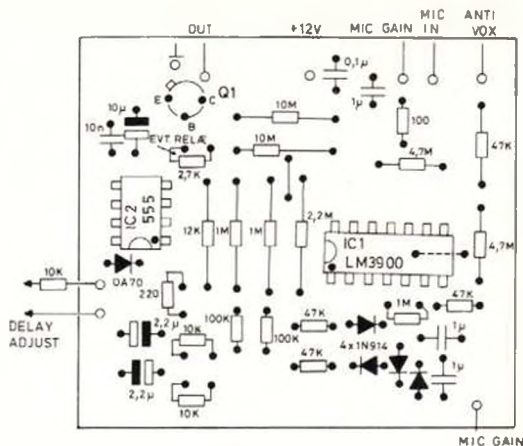 MIC
ANTI
OUT
+12V
MIC GAIN
IN
VOX
0,1µ
Q1
1µ
E
C
10µ
10M
B
100
10n
EVT. RELÆ
10M
4,7M
47K
2,7K
IC2
555
2,2M
12K
1M
1M
IC1
LM3900
4,7M
OA70
10K
220
47K
1M
2,2µ
100K
47K
DELAY
ADJUST
10K
100K
1µ
4x1N914
47K
1µ
2,2µ
10K
MIC GAIN